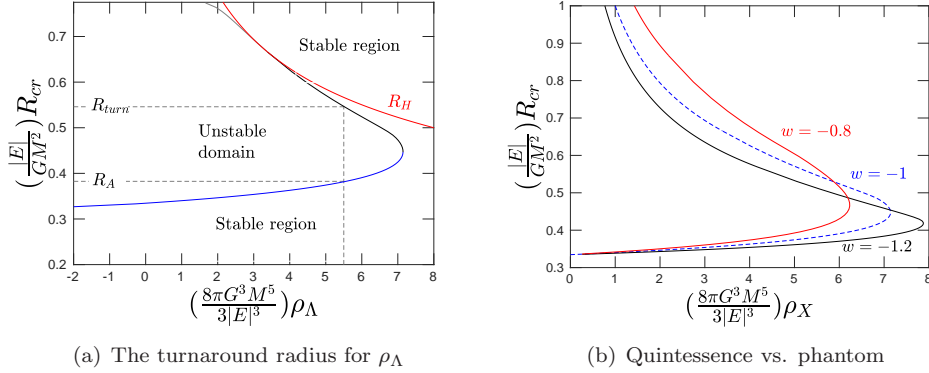 0.7
0.6
0.5
0.4
0.3
0.2
-2 -1 0 1 2 3 4 5 6 7 8
Stable region
R_H
R_turn
Unstable
domain
R_A
Stable region
(|E|/GM²)R_cr
(8πG³M⁵/3|E|³)ρ_Λ
(a) The turnaround radius for ρ_Λ
1
0.9
0.8
0.7
0.6
0.5
0.4
0.3
0 1 2 3 4 5 6 7 8
w = −0.8
w = −1
w = −1.2
(|E|/GM²)R_cr
(8πG³M⁵/3|E|³)ρ_X
(b) Quintessence vs. phantom